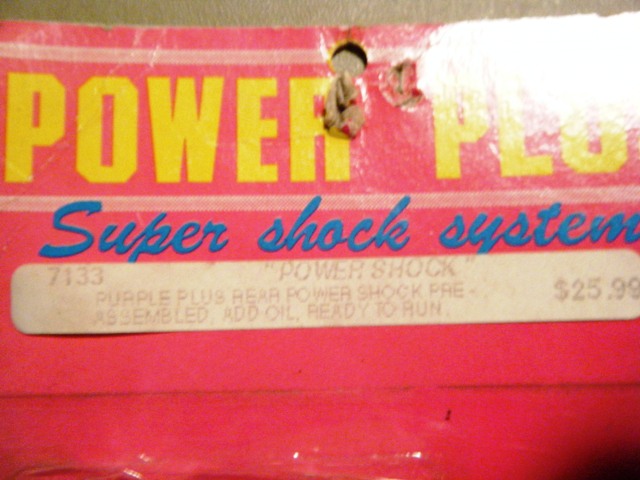 POWER PLU
Super shock system
7133 "POWER SHOCK"
PURPLE PLUS REAR POWER SHOCK PRE- $25.99
ASSEMBLED, ADD OIL, READY TO RUN.